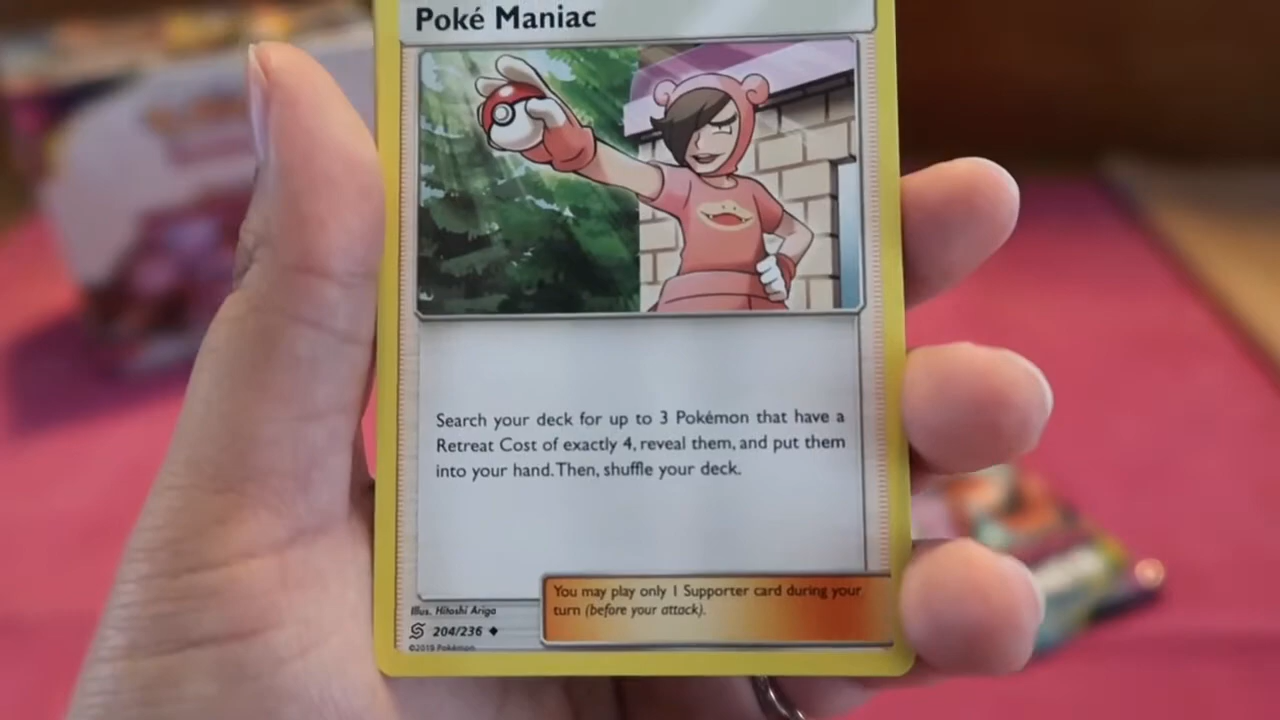 Poké Maniac
Search your deck for up to 3 Pokémon that have a
Retreat Cost of exactly 4, reveal them, and put them
into your hand. Then, shuffle your deck.
You may play only 1 Supporter card during your
turn (before your attack).
Illus. Hitoshi Ariga
204/236
©2019 Pokémon